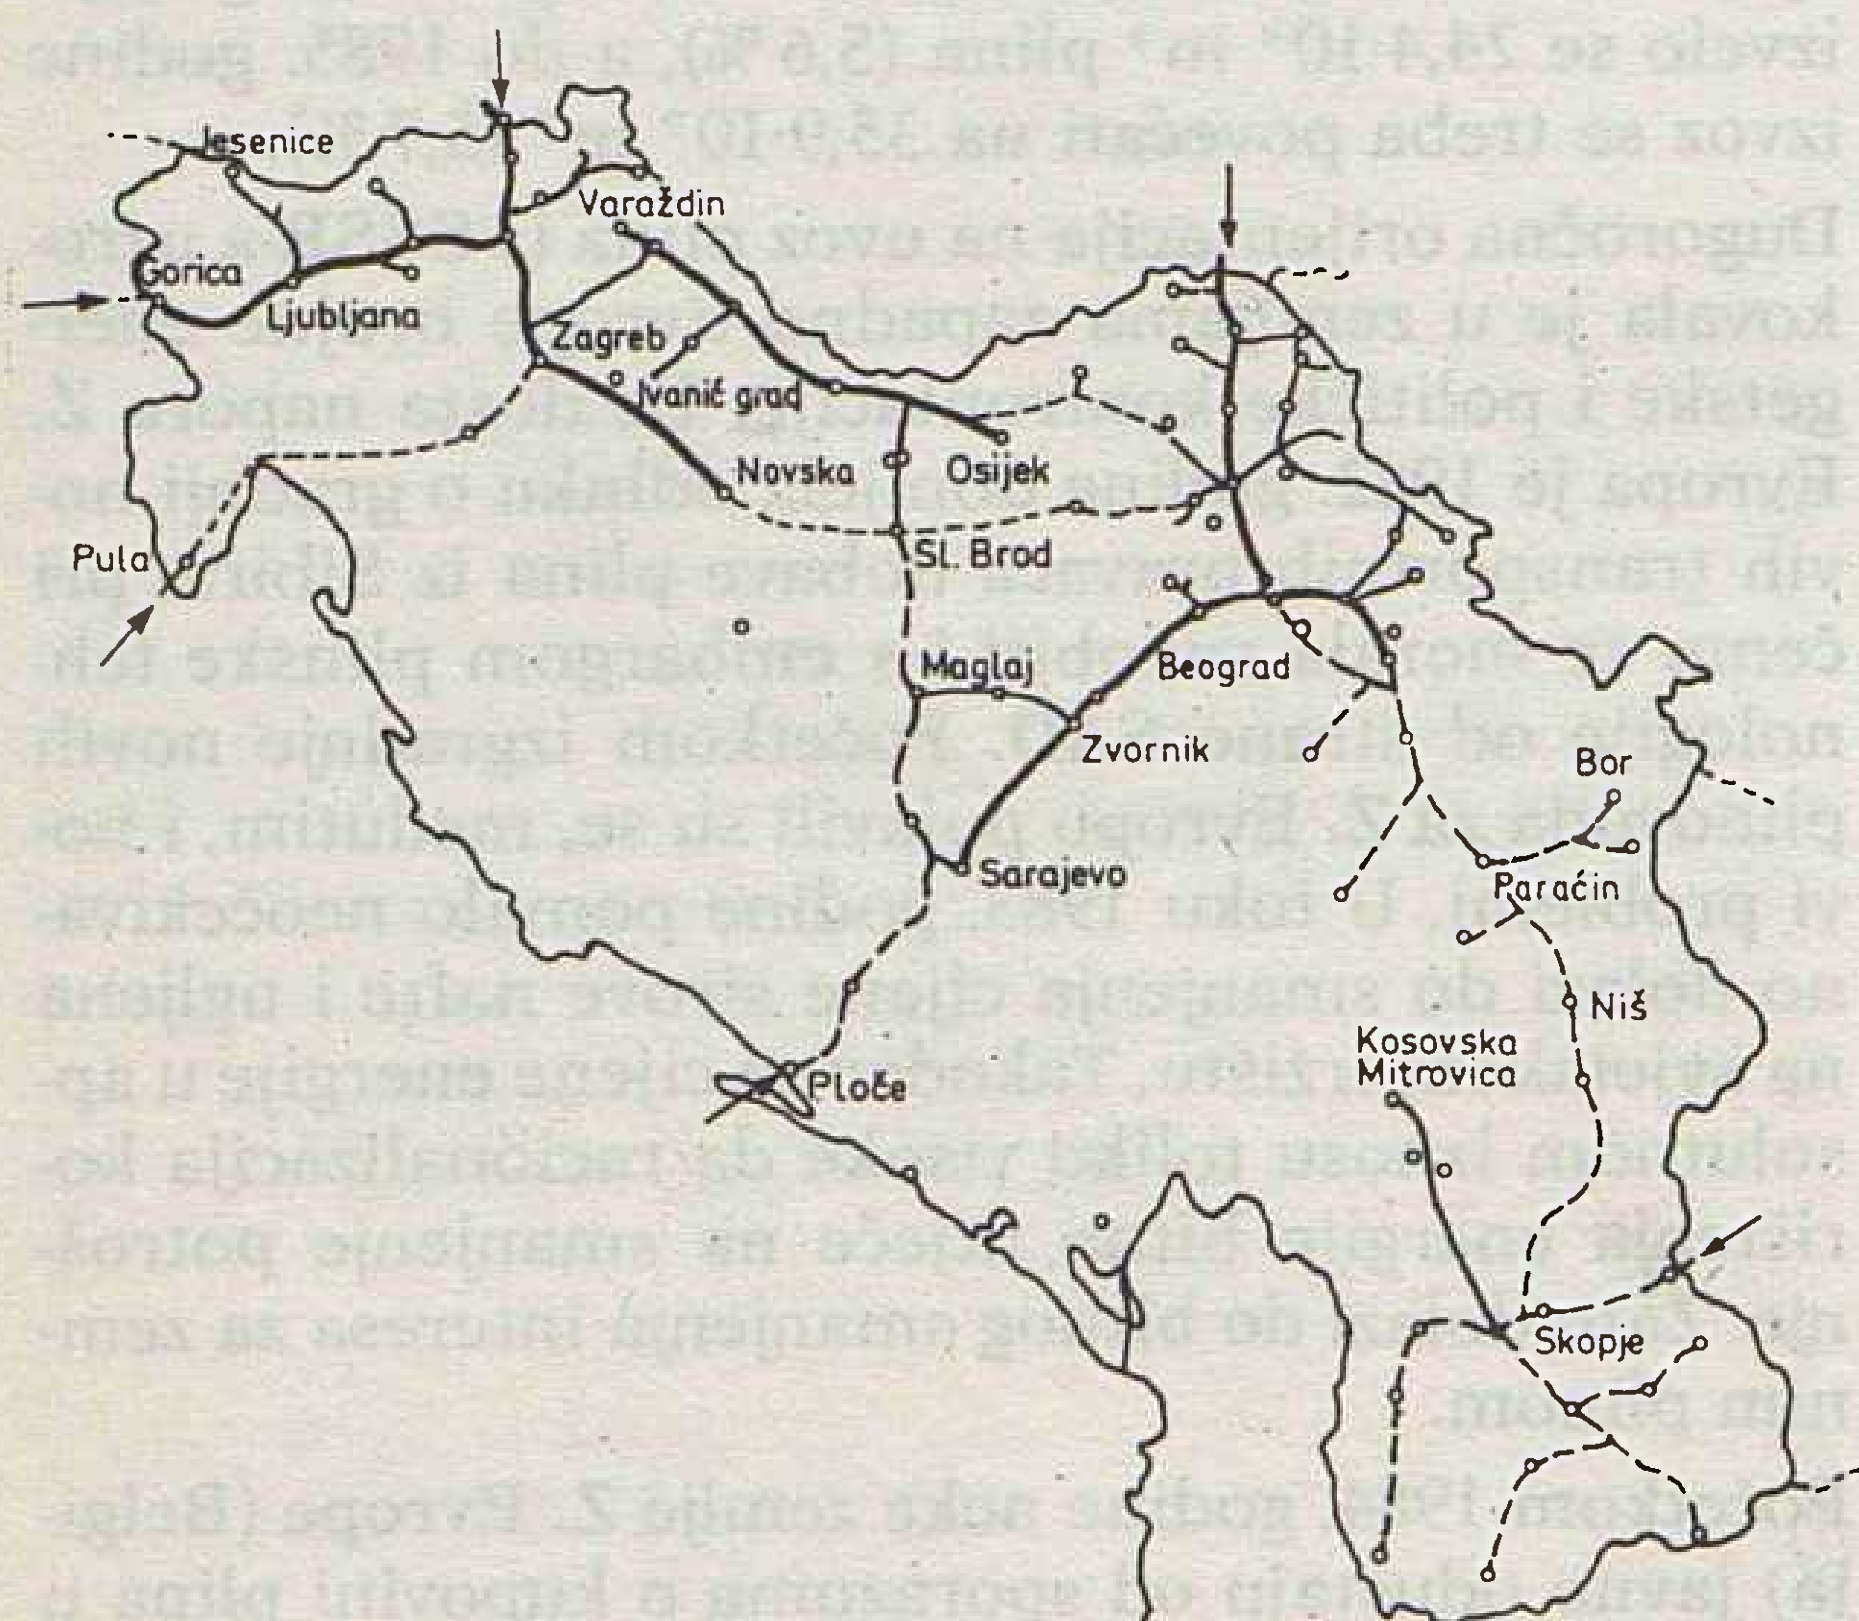 Jesenice
Varaždin
Gorica
Ljubljana
Zagreb
Ivanić grad
Novska
Osijek
Pula
Sl. Brod
Maglaj
Beograd
Zvornik
Bor
Sarajevo
Paraćin
Niš
Kosovska
Mitrovica
Ploče
Skopje